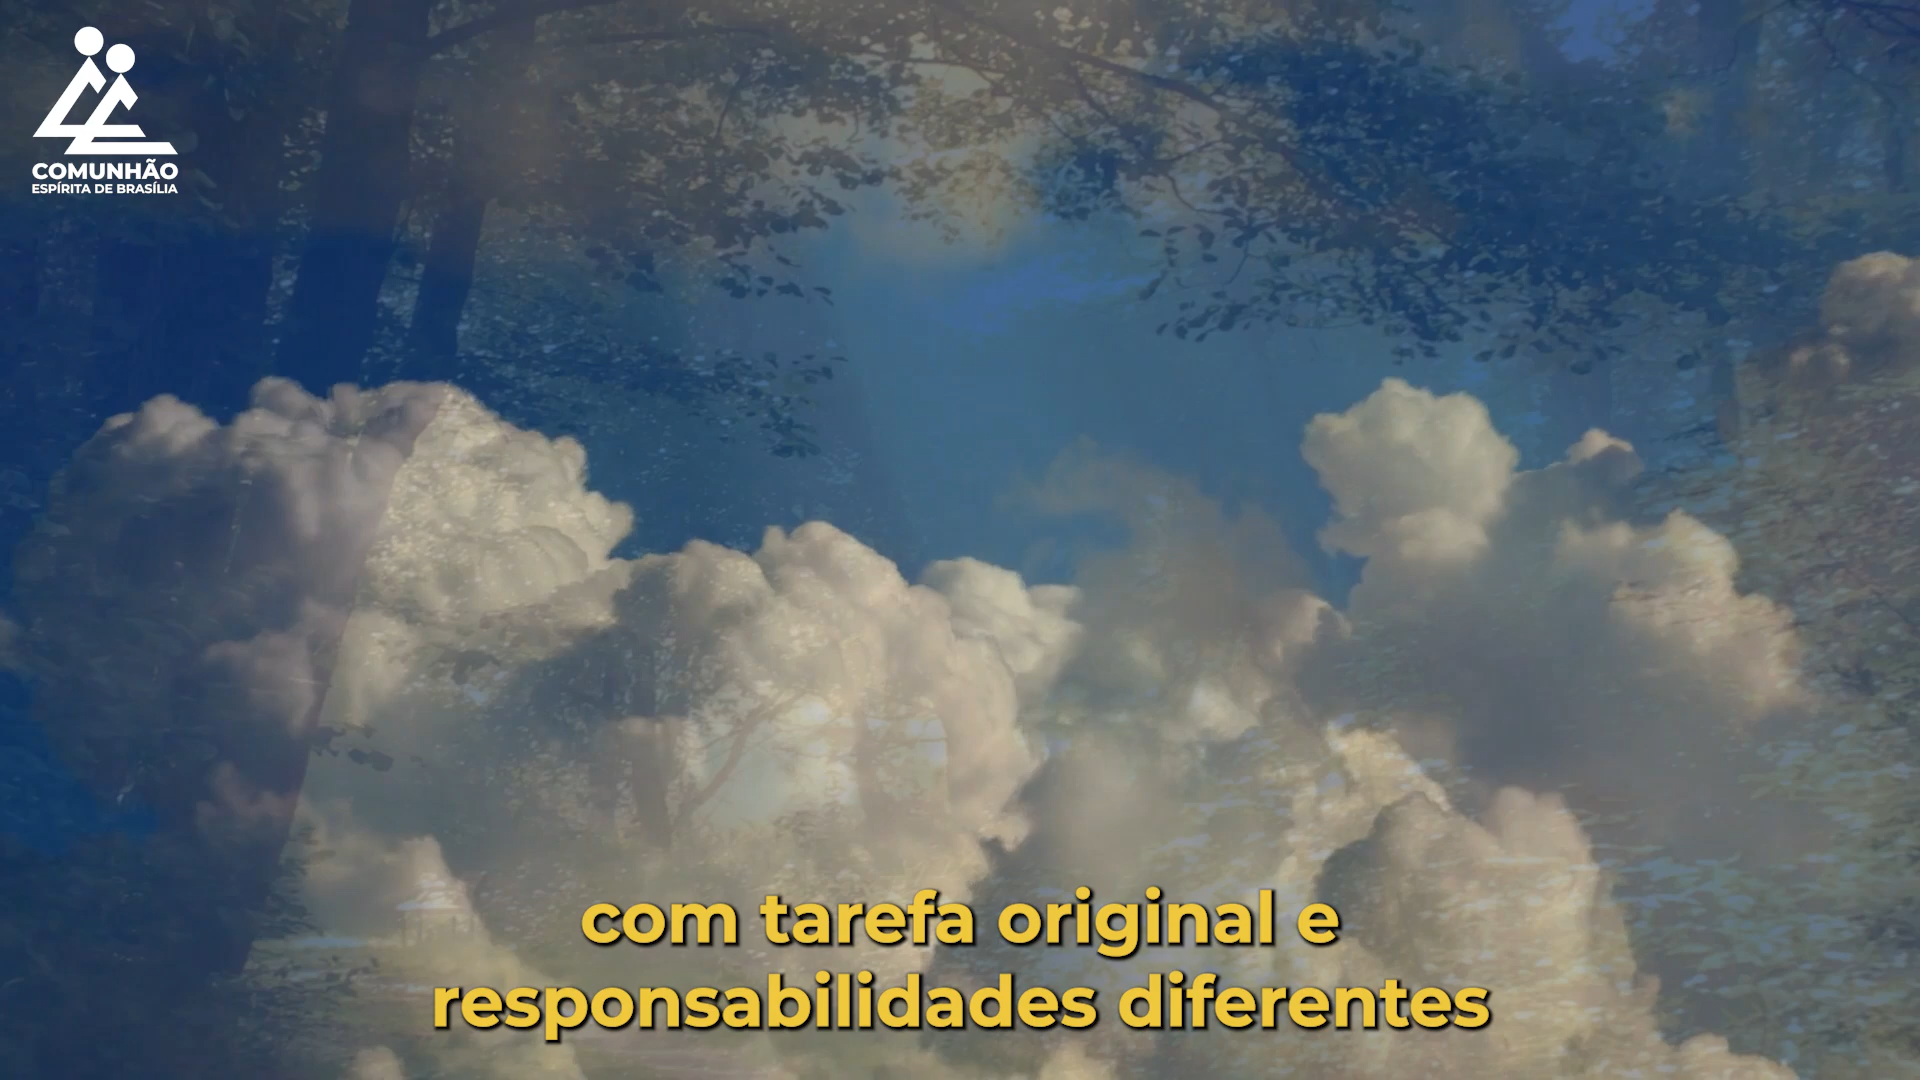 COMUNHÃO
ESPÍRITA DE BRASÍLIA
com tarefa original e
responsabilidades diferentes